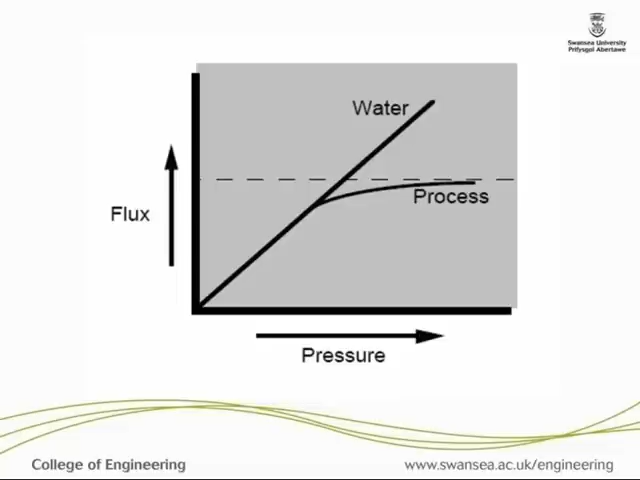 Swansea University
Prifysgol Abertawe
Water
Process
Flux
Pressure
College of Engineering
www.swansea.ac.uk/engineering